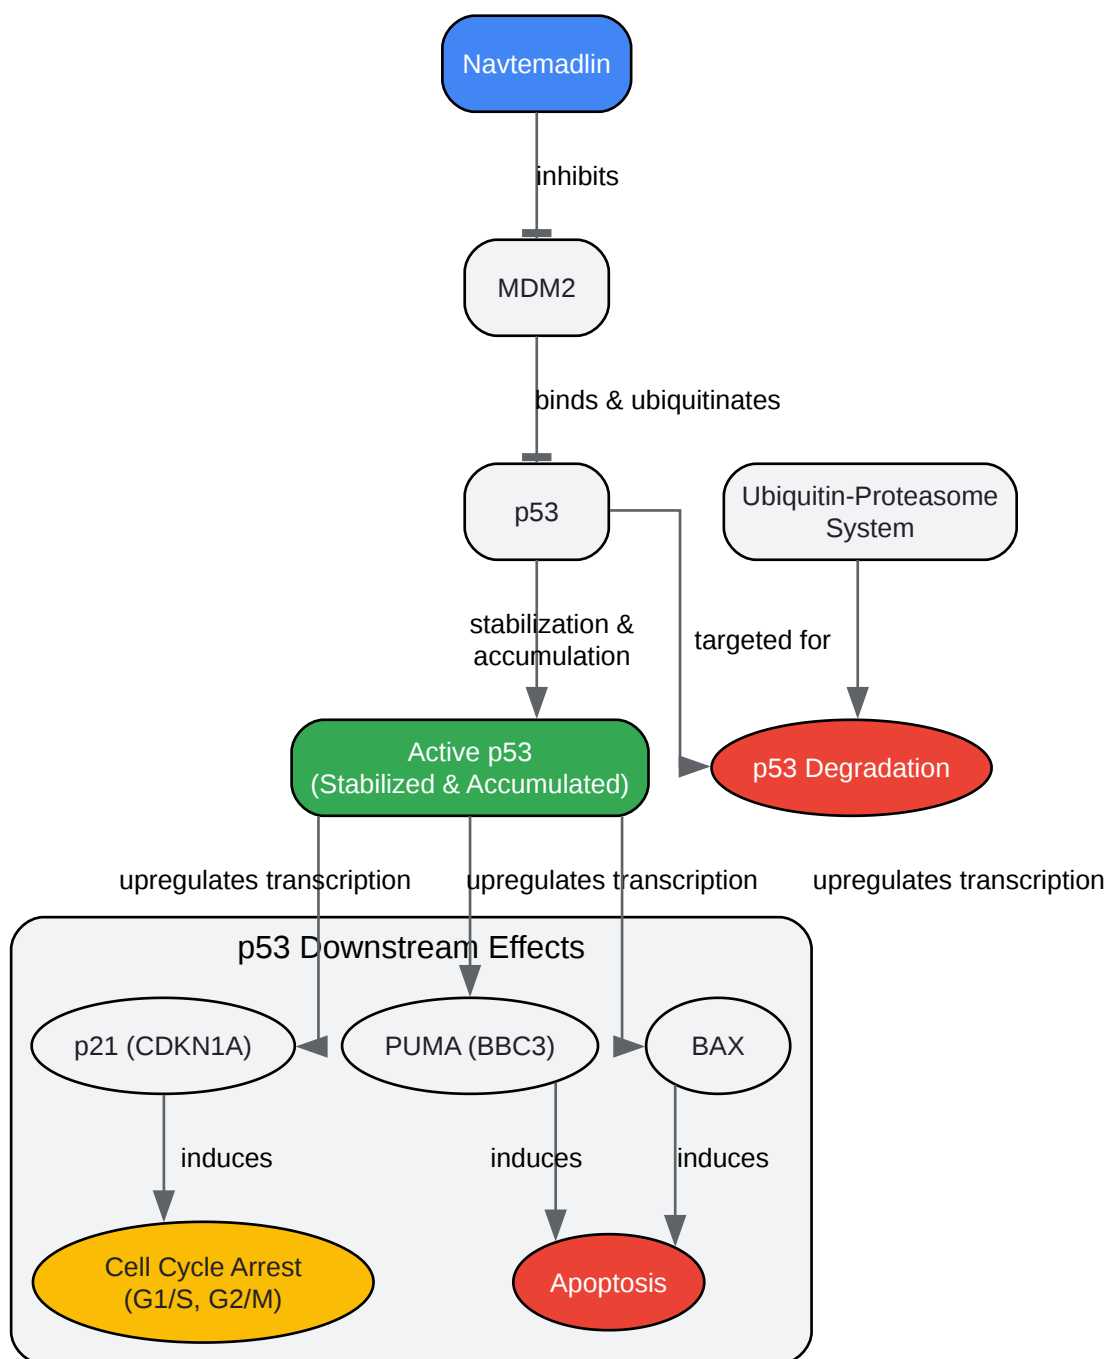 Navtemadlin
inhibits
MDM2
binds & ubiquitinates
p53
Ubiquitin-Proteasome
System
stabilization &
accumulation
targeted for
Active p53
(Stabilized & Accumulated)
p53 Degradation
upregulates transcription
upregulates transcription
upregulates transcription
p53 Downstream Effects
p21 (CDKN1A)
PUMA (BBC3)
BAX
induces
induces
induces
Cell Cycle Arrest
(G1/S, G2/M)
Apoptosis